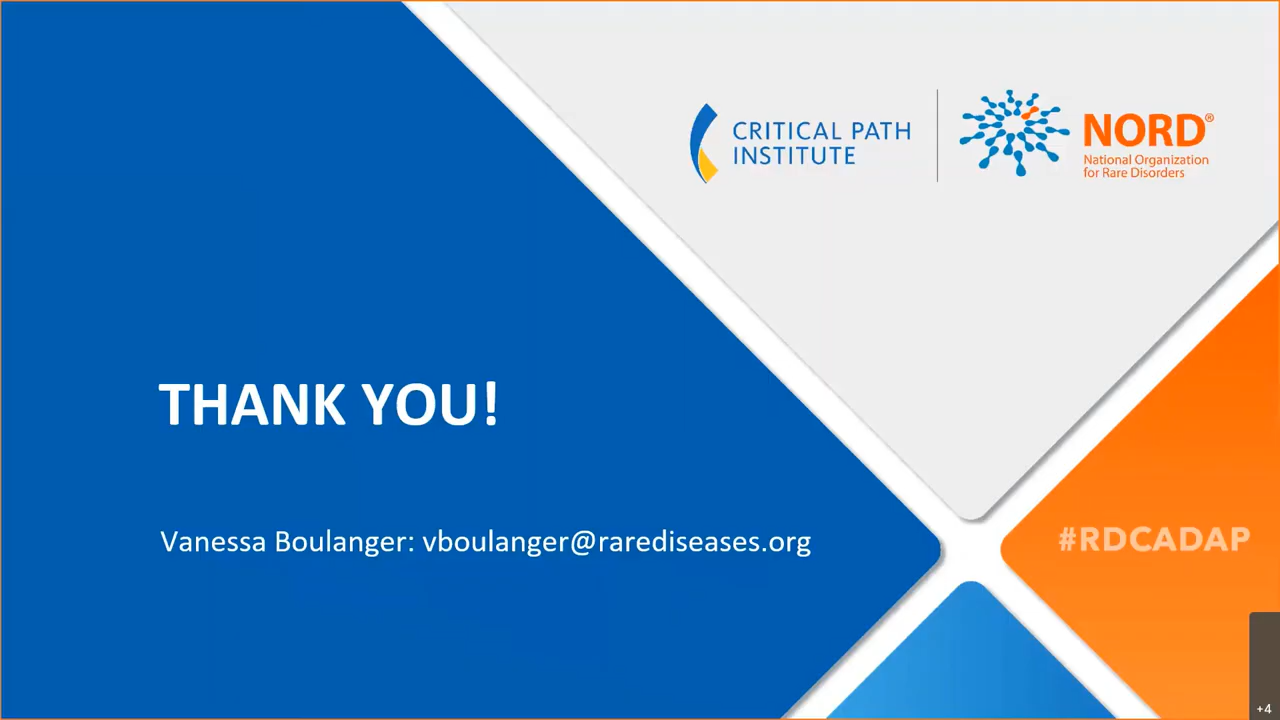 CRITICAL PATH
INSTITUTE
NORD®
National Organization
for Rare Disorders
THANK YOU!
Vanessa Boulanger: vboulanger@rarediseases.org
#RDCADAP
+4